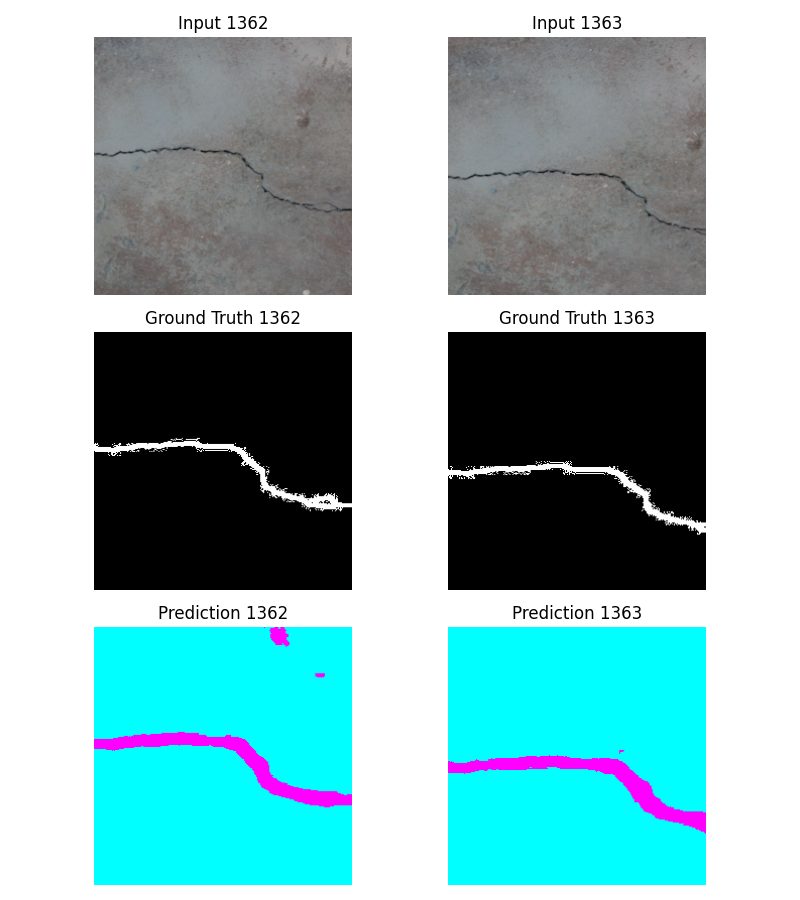 Input 1362
Input 1363
Ground Truth 1362
Ground Truth 1363
Prediction 1362
Prediction 1363